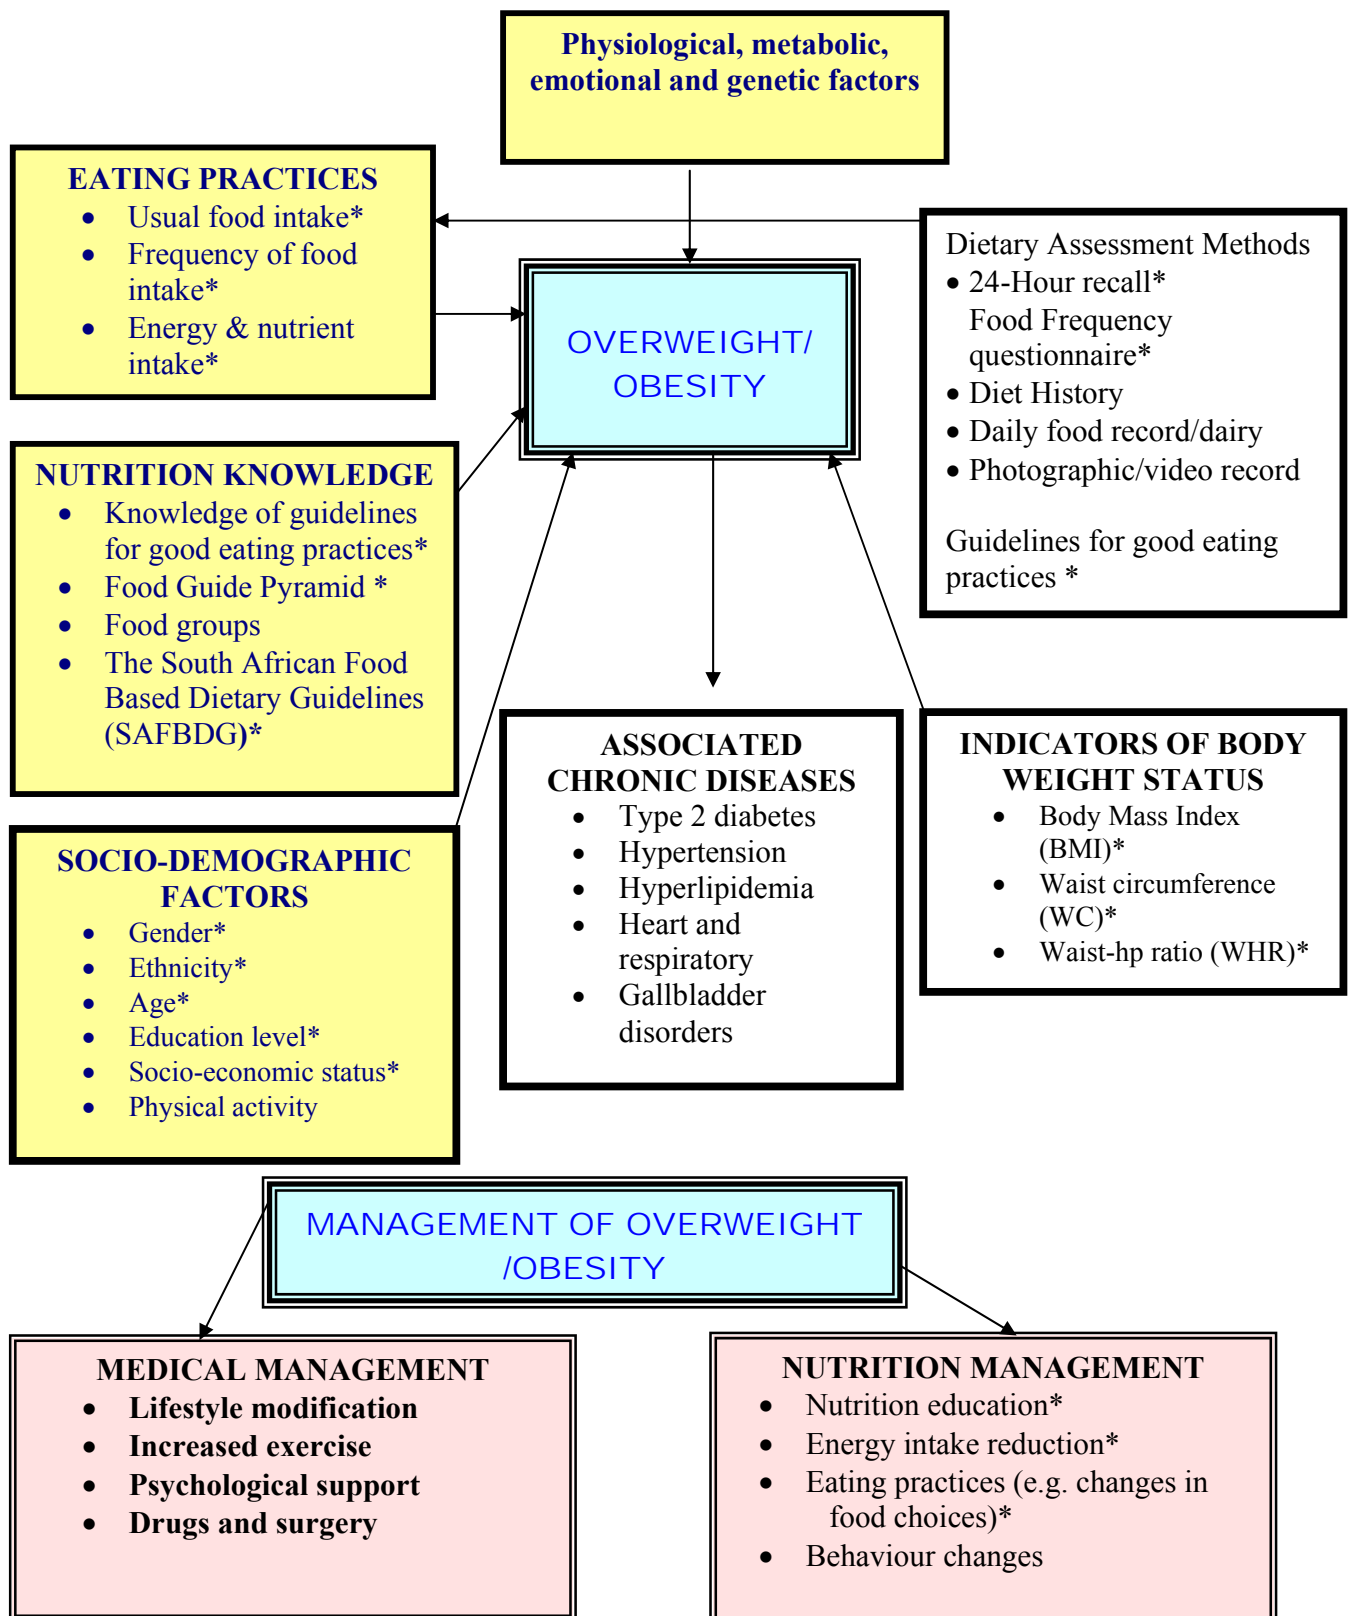 Physiological, metabolic,
emotional and genetic factors
EATING PRACTICES
• Usual food intake*
• Frequency of food
intake*
• Energy & nutrient
intake*
Dietary Assessment Methods
• 24-Hour recall*
Food Frequency
questionnaire*
• Diet History
• Daily food record/dairy
• Photographic/video record
Guidelines for good eating
practices *
OVERWEIGHT/
OBESITY
NUTRITION KNOWLEDGE
• Knowledge of guidelines
for good eating practices*
• Food Guide Pyramid *
• Food groups
• The South African Food
Based Dietary Guidelines
(SAFBDG)*
ASSOCIATED
CHRONIC DISEASES
• Type 2 diabetes
• Hypertension
• Hyperlipidemia
• Heart and
respiratory
• Gallbladder
disorders
INDICATORS OF BODY
WEIGHT STATUS
• Body Mass Index
(BMI)*
• Waist circumference
(WC)*
• Waist-hp ratio (WHR)*
SOCIO-DEMOGRAPHIC
FACTORS
• Gender*
• Ethnicity*
• Age*
• Education level*
• Socio-economic status*
• Physical activity
MANAGEMENT OF OVERWEIGHT
/OBESITY
MEDICAL MANAGEMENT
• Lifestyle modification
• Increased exercise
• Psychological support
• Drugs and surgery
NUTRITION MANAGEMENT
• Nutrition education*
• Energy intake reduction*
• Eating practices (e.g. changes in
food choices)*
• Behaviour changes